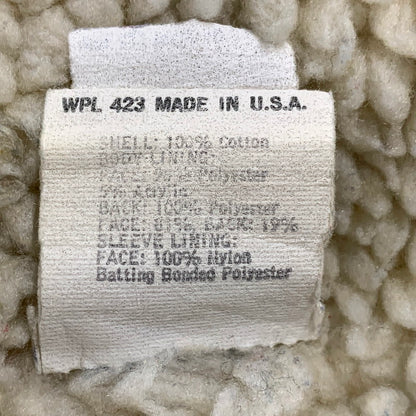 WPL 423 MADE IN U.S.A.
SHELL: 100% Cotton
BODY LINING:
FACE: Polyester
5% Acrylic
BACK: 100% Polyester
FACE: 81%, BACK: 19%
SLEEVE LINING:
FACE: 100% Nylon
Batting Bonded Polyester